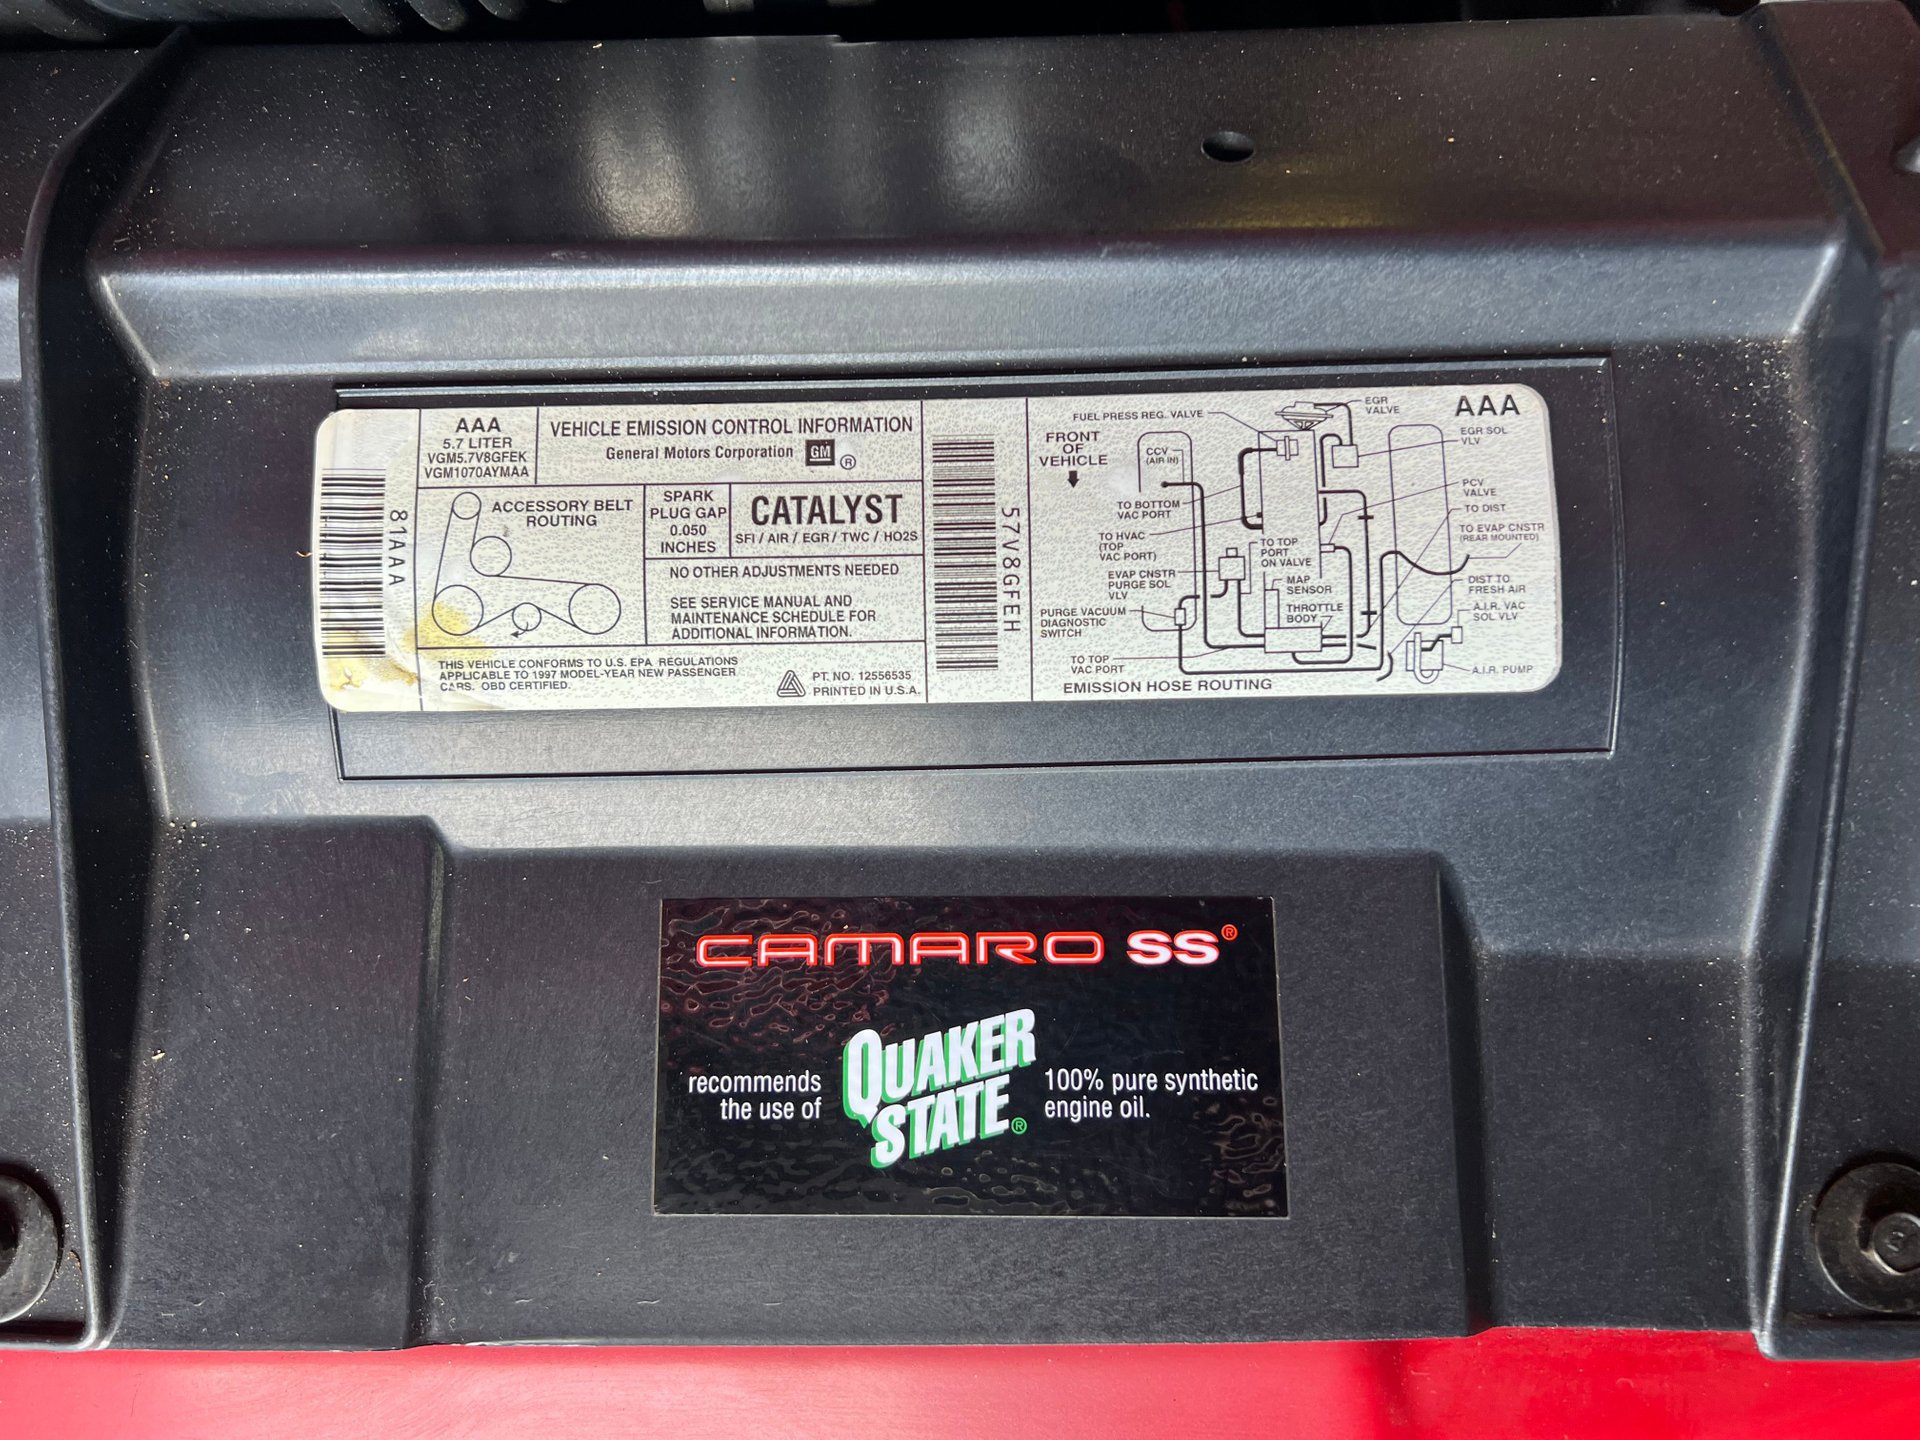 AAA
5.7 LITER
VGM5.7V8GFEK
VGM1070AYMAA
VEHICLE EMISSION CONTROL INFORMATION
General Motors Corporation GM ®
81AAA
ACCESSORY BELT
ROUTING
SPARK
PLUG GAP
0.050
INCHES
CATALYST
SFI / AIR / EGR / TWC / HO2S
NO OTHER ADJUSTMENTS NEEDED
SEE SERVICE MANUAL AND
MAINTENANCE SCHEDULE FOR
ADDITIONAL INFORMATION.
THIS VEHICLE CONFORMS TO U.S. EPA REGULATIONS
APPLICABLE TO 1997 MODEL-YEAR NEW PASSENGER
CARS. OBD CERTIFIED.
PT. NO. 12556535
PRINTED IN U.S.A.
57V8GFEH
AAA
FUEL PRESS REG. VALVE
EGR
VALVE
EGR SOL
VLV
FRONT
OF
VEHICLE
CCV
(AIR IN)
PCV
VALVE
TO BOTTOM
VAC PORT
TO DIST
TO HVAC
(TOP
VAC PORT)
TO TOP
PORT
ON VALVE
TO EVAP CNSTR
(REAR MOUNTED)
EVAP CNSTR
PURGE SOL
VLV
MAP
SENSOR
DIST TO
FRESH AIR
PURGE VACUUM
DIAGNOSTIC
SWITCH
THROTTLE
BODY
A.I.R. VAC
SOL VLV
TO TOP
VAC PORT
A.I.R. PUMP
EMISSION HOSE ROUTING
CAMARO SS®
recommends
the use of
QUAKER
STATE®
100% pure synthetic
engine oil.